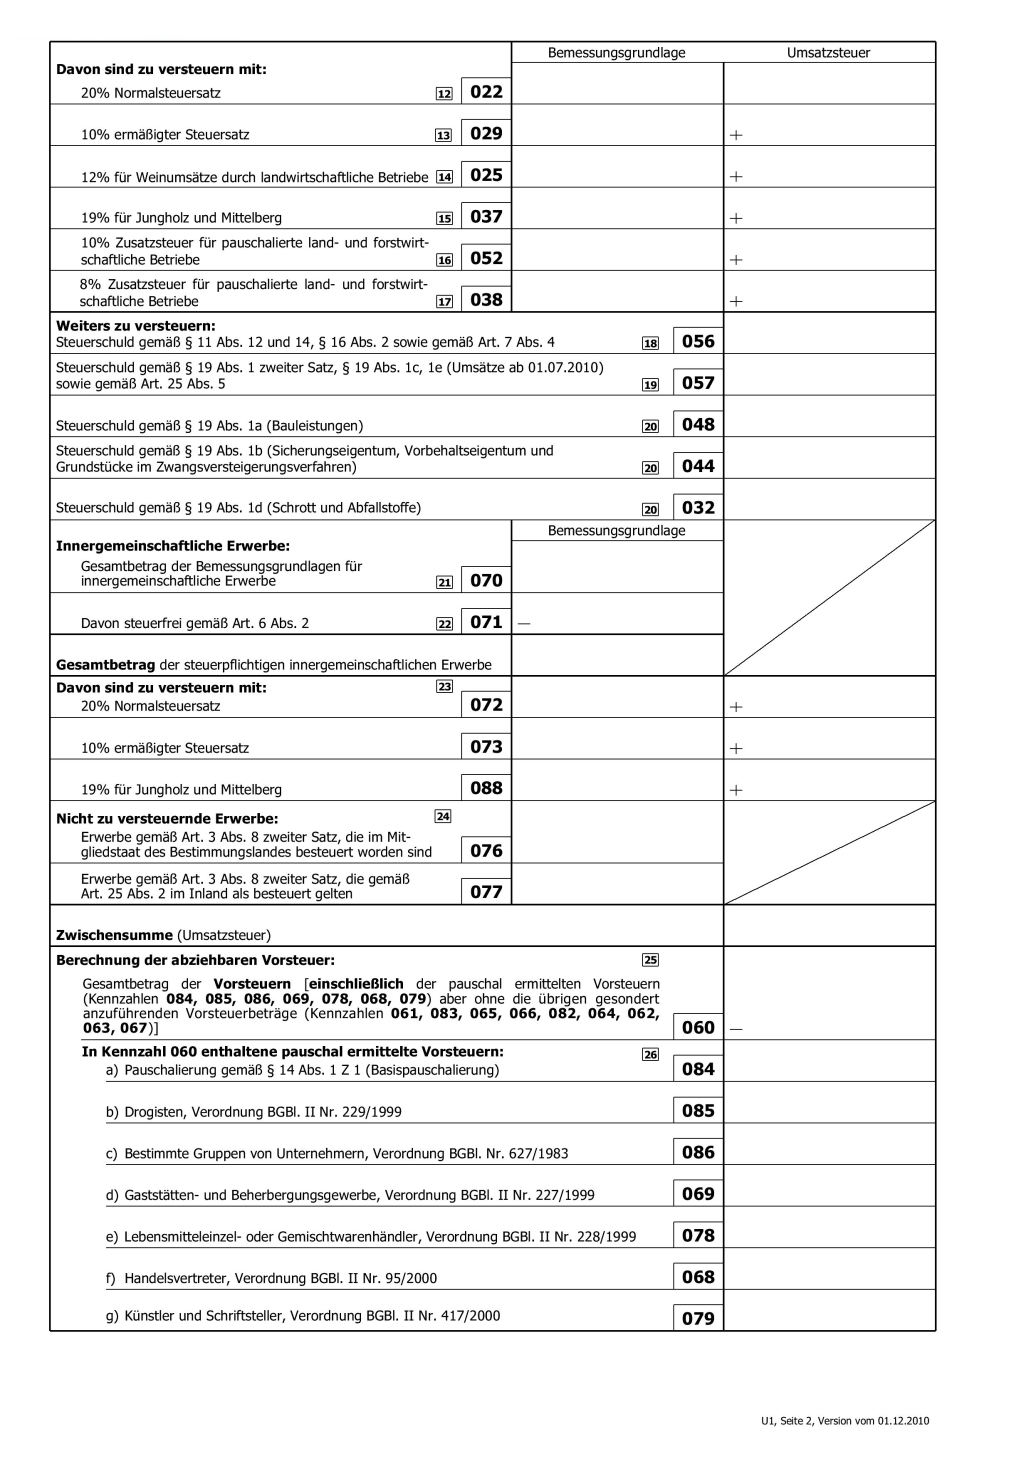 Bemessungsgrundlage Umsatzsteuer
Davon sind zu versteuern mit:
20% Normalsteuersatz 12 022
10% ermäßigter Steuersatz 13 029 +
12% für Weinumsätze durch landwirtschaftliche Betriebe 14 025 +
19% für Jungholz und Mittelberg 15 037 +
10% Zusatzsteuer für pauschalierte land- und forstwirt-
schaftliche Betriebe 16 052 +
8% Zusatzsteuer für pauschalierte land- und forstwirt-
schaftliche Betriebe 17 038 +
Weiters zu versteuern:
Steuerschuld gemäß § 11 Abs. 12 und 14, § 16 Abs. 2 sowie gemäß Art. 7 Abs. 4 18 056
Steuerschuld gemäß § 19 Abs. 1 zweiter Satz, § 19 Abs. 1c, 1e (Umsätze ab 01.07.2010)
sowie gemäß Art. 25 Abs. 5 19 057
Steuerschuld gemäß § 19 Abs. 1a (Bauleistungen) 20 048
Steuerschuld gemäß § 19 Abs. 1b (Sicherungseigentum, Vorbehaltseigentum und
Grundstücke im Zwangsversteigerungsverfahren) 20 044
Steuerschuld gemäß § 19 Abs. 1d (Schrott und Abfallstoffe) 20 032
Bemessungsgrundlage
Innergemeinschaftliche Erwerbe:
Gesamtbetrag der Bemessungsgrundlagen für
innergemeinschaftliche Erwerbe 21 070
Davon steuerfrei gemäß Art. 6 Abs. 2 22 071 —
Gesamtbetrag der steuerpflichtigen innergemeinschaftlichen Erwerbe
Davon sind zu versteuern mit: 23
20% Normalsteuersatz 072 +
10% ermäßigter Steuersatz 073 +
19% für Jungholz und Mittelberg 088 +
Nicht zu versteuernde Erwerbe: 24
Erwerbe gemäß Art. 3 Abs. 8 zweiter Satz, die im Mit-
gliedstaat des Bestimmungslandes besteuert worden sind 076
Erwerbe gemäß Art. 3 Abs. 8 zweiter Satz, die gemäß
Art. 25 Abs. 2 im Inland als besteuert gelten 077
Zwischensumme (Umsatzsteuer)
Berechnung der abziehbaren Vorsteuer: 25
Gesamtbetrag der Vorsteuern [einschließlich der pauschal ermittelten Vorsteuern
(Kennzahlen 084, 085, 086, 069, 078, 068, 079) aber ohne die übrigen gesondert
anzuführenden Vorsteuerbeträge (Kennzahlen 061, 083, 065, 066, 082, 064, 062,
063, 067)] 060 —
In Kennzahl 060 enthaltene pauschal ermittelte Vorsteuern: 26
a) Pauschalierung gemäß § 14 Abs. 1 Z 1 (Basispauschalierung) 084
b) Drogisten, Verordnung BGBl. II Nr. 229/1999 085
c) Bestimmte Gruppen von Unternehmern, Verordnung BGBl. Nr. 627/1983 086
d) Gaststätten- und Beherbergungsgewerbe, Verordnung BGBl. II Nr. 227/1999 069
e) Lebensmitteleinzel- oder Gemischtwarenhändler, Verordnung BGBl. II Nr. 228/1999 078
f) Handelsvertreter, Verordnung BGBl. II Nr. 95/2000 068
g) Künstler und Schriftsteller, Verordnung BGBl. II Nr. 417/2000 079
U1, Seite 2, Version vom 01.12.2010